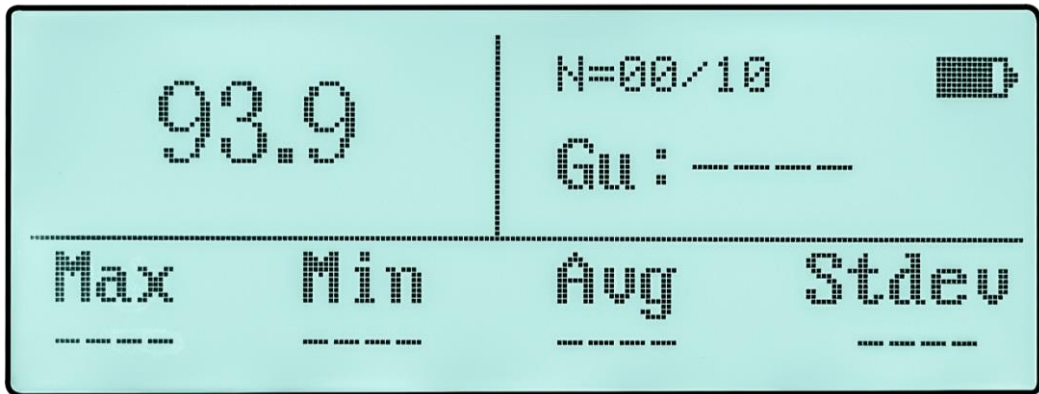 93.9
N=00/10
Gu:----
Max Min Avg Stdev
---- ---- ---- ----